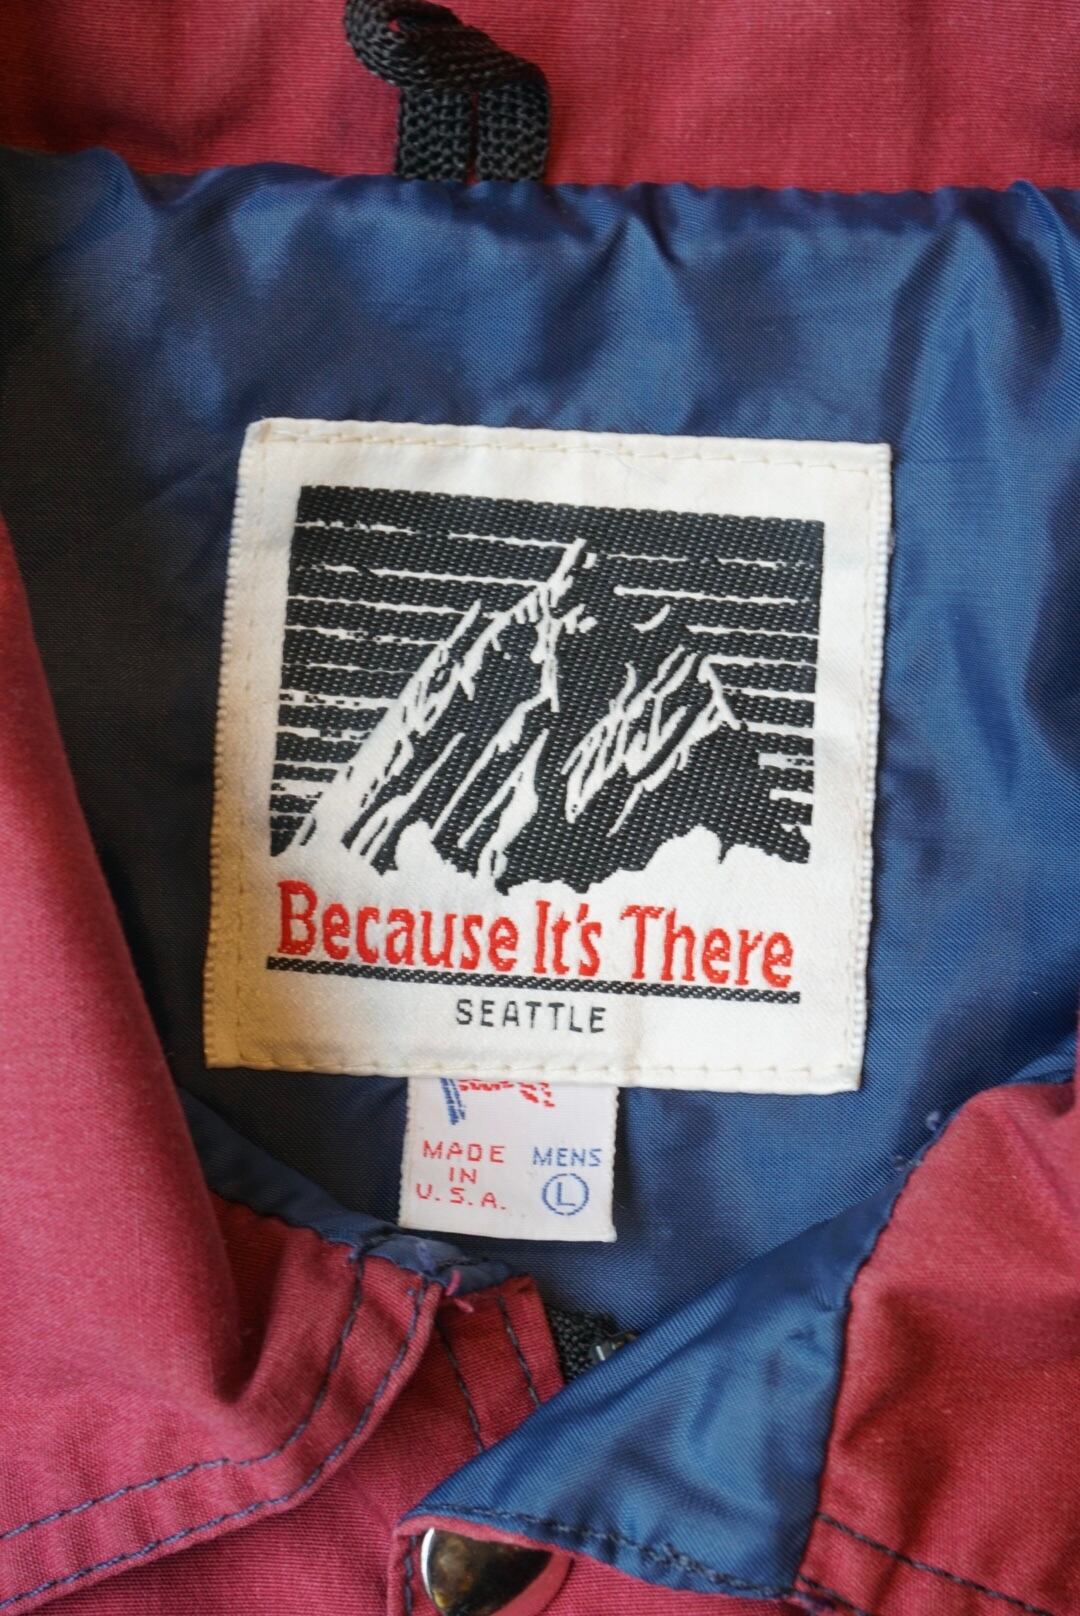 Because It's There
SEATTLE
MADE
IN
U.S.A.
MENS
L